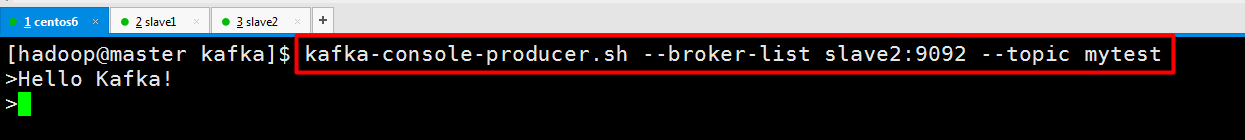 1 centos6 × 2 slave1 × 3 slave2 × +
[hadoop@master kafka]$ kafka-console-producer.sh --broker-list slave2:9092 --topic mytest
>Hello Kafka!
>